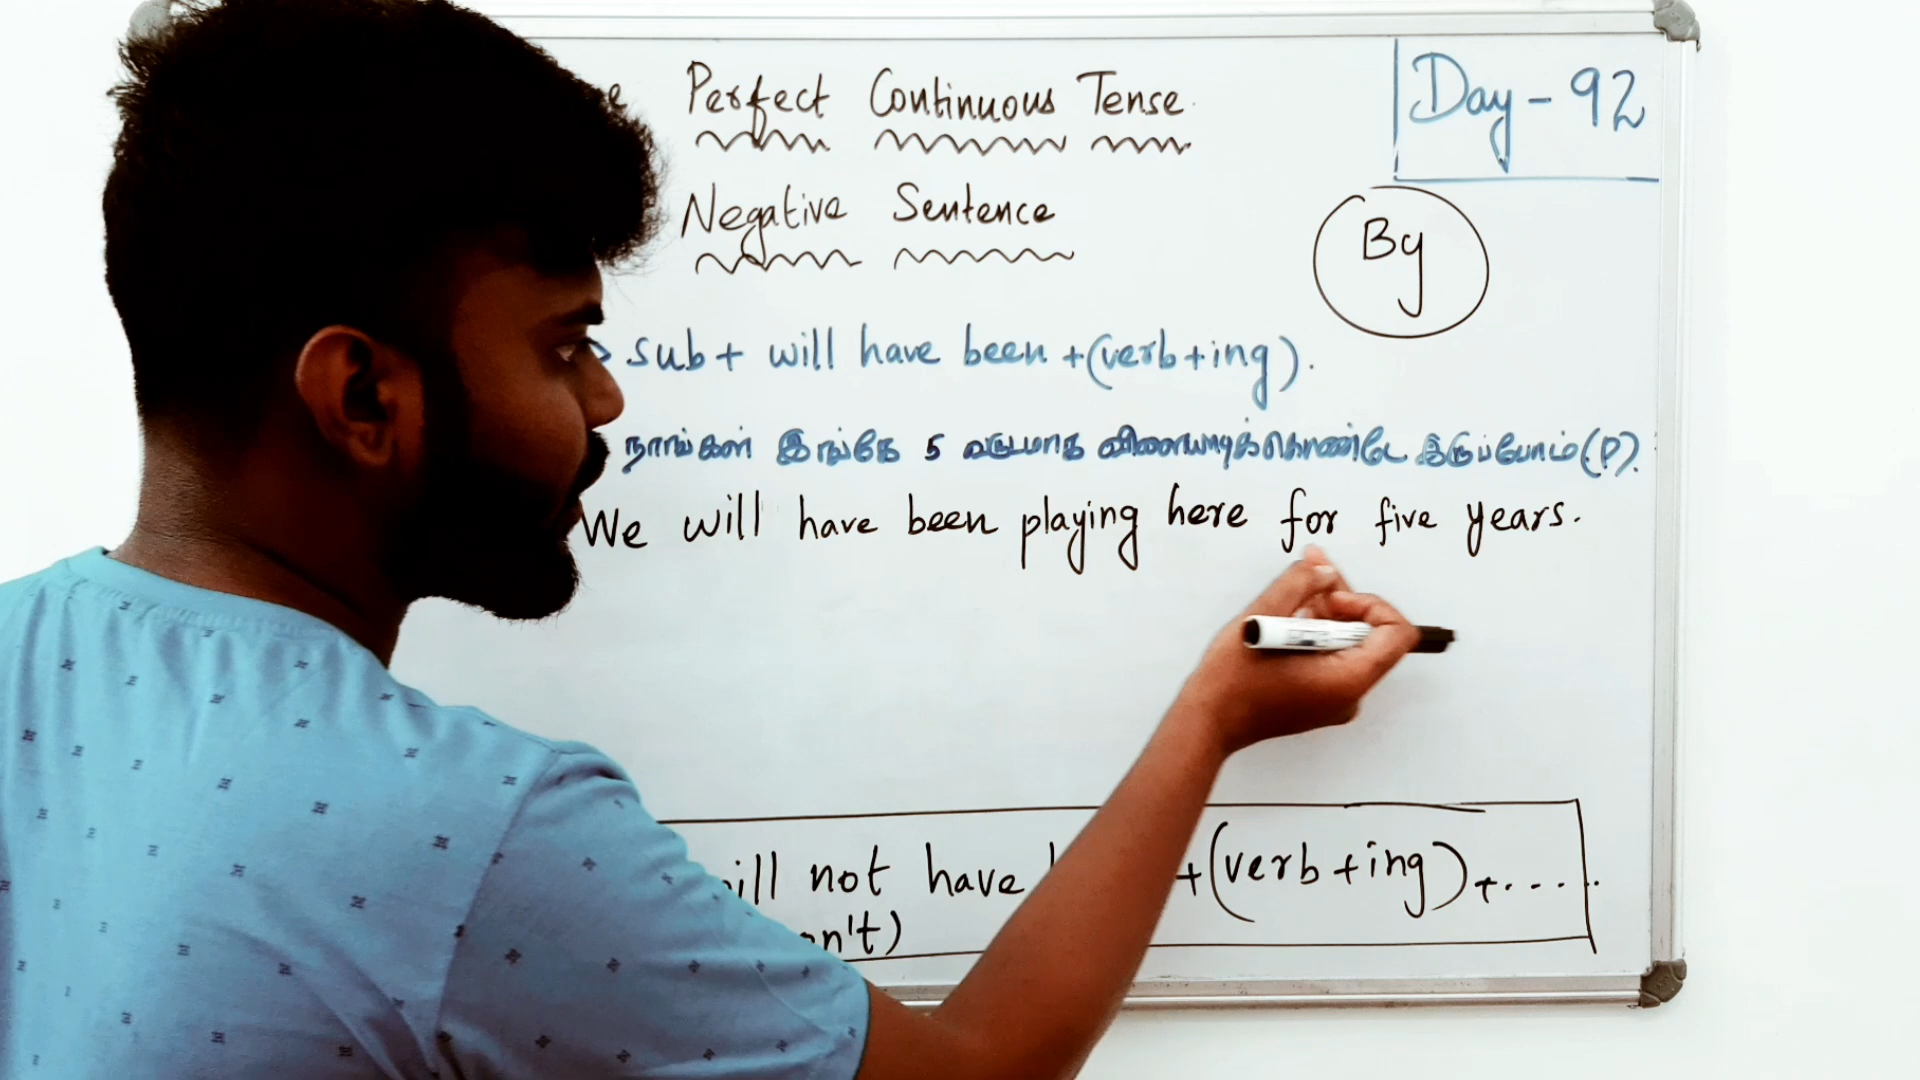 Perfect Continuous Tense.
Day - 92
Negative Sentence
By
sub + will have been + (verb+ing).
நாங்கள் இங்கே 5 வருடமாக விளையாடிக்கொண்டே இருப்போம் (P).
We will have been playing here for five years.
not have + (verb+ing) + .....